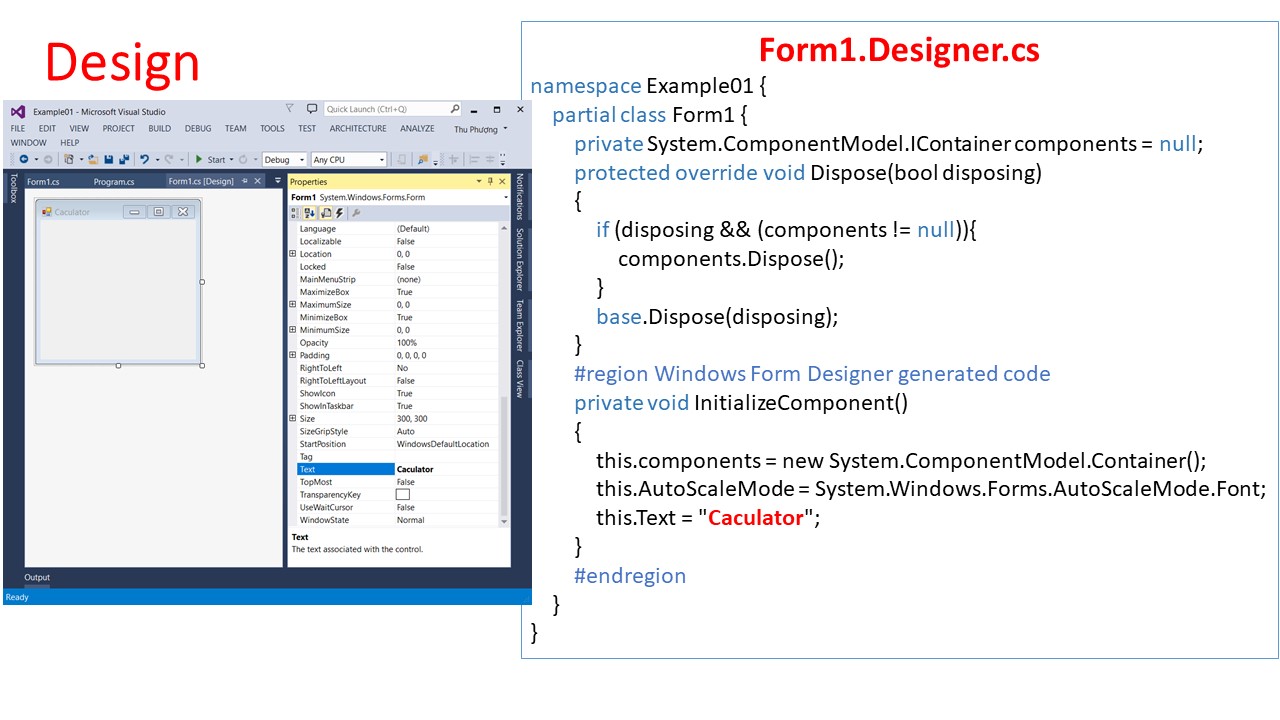 Design
Example01 - Microsoft Visual Studio
Quick Launch (Ctrl+Q)
FILE EDIT VIEW PROJECT BUILD DEBUG TEAM TOOLS TEST ARCHITECTURE ANALYZE Thu Phượng
WINDOW HELP
Start Debug Any CPU
Toolbox
Form1.cs Program.cs Form1.cs [Design]
Caculator
Properties
Form1 System.Windows.Forms.Form
Language (Default)
Localizable False
Location 0, 0
Locked False
MainMenuStrip (none)
MaximizeBox True
MaximumSize 0, 0
MinimizeBox True
MinimumSize 0, 0
Opacity 100%
Padding 0, 0, 0, 0
RightToLeft No
RightToLeftLayout False
ShowIcon True
ShowInTaskbar True
Size 300, 300
SizeGripStyle Auto
StartPosition WindowsDefaultLocation
Tag
Text Caculator
TopMost False
TransparencyKey
UseWaitCursor False
WindowState Normal
Text
The text associated with the control.
Notifications
Solution Explorer
Team Explorer
Class View
Output
Ready
Form1.Designer.cs
namespace Example01 {
partial class Form1 {
private System.ComponentModel.IContainer components = null;
protected override void Dispose(bool disposing)
{
if (disposing && (components != null)){
components.Dispose();
}
base.Dispose(disposing);
}
#region Windows Form Designer generated code
private void InitializeComponent()
{
this.components = new System.ComponentModel.Container();
this.AutoScaleMode = System.Windows.Forms.AutoScaleMode.Font;
this.Text = "Caculator";
}
#endregion
}
}